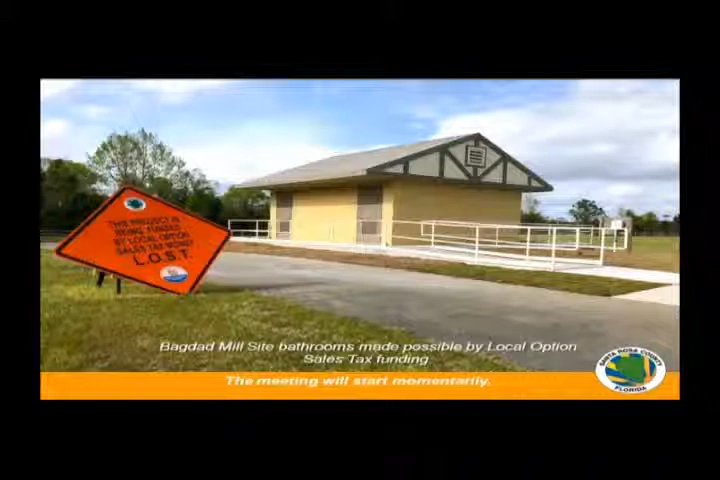 THIS PROJECT IS
BEING FUNDED
BY LOCAL OPTION
SALES TAX MONEY
L.O.S.T.
Bagdad Mill Site bathrooms made possible by Local Option
Sales Tax funding
The meeting will start momentarily.
SANTA ROSA COUNTY
FLORIDA